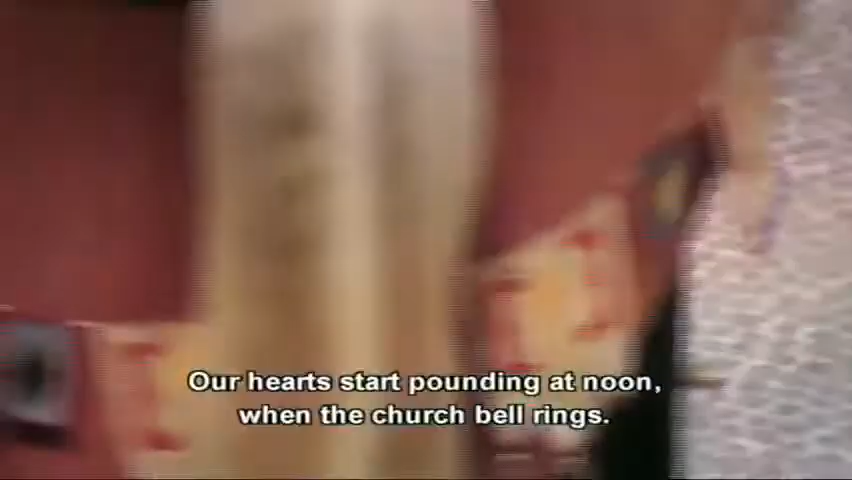 Our hearts start pounding at noon,
when the church bell rings.